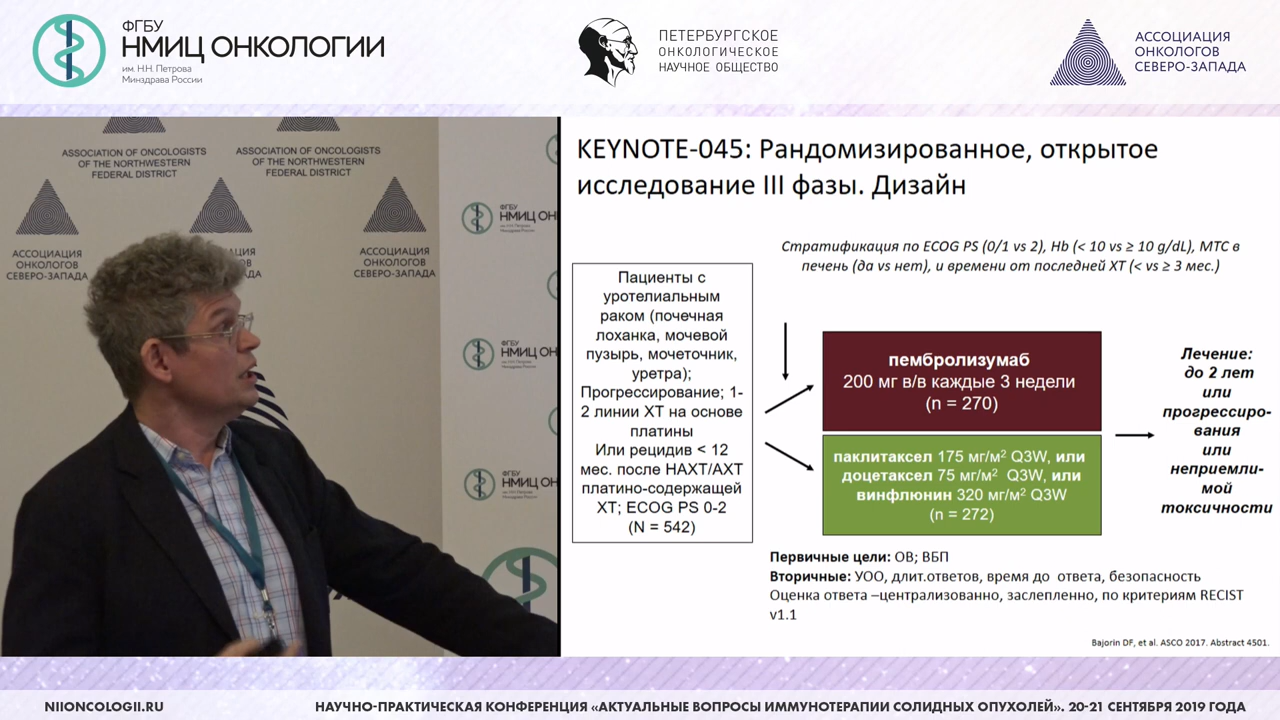 ФГБУ
НМИЦ ОНКОЛОГИИ
им. Н.Н. Петрова
Минздрава России
ПЕТЕРБУРГСКОЕ
ОНКОЛОГИЧЕСКОЕ
НАУЧНОЕ ОБЩЕСТВО
АССОЦИАЦИЯ
ОНКОЛОГОВ
СЕВЕРО-ЗАПАДА
ASSOCIATION OF ONCOLOGISTS
OF THE NORTHWESTERN
FEDERAL DISTRICT
ASSOCIATION OF ONCOLOGISTS
OF THE NORTHWESTERN
FEDERAL DISTRICT
АССОЦИАЦИЯ
ОНКОЛОГОВ
СЕВЕРО-ЗАПАДА
АССОЦИАЦИЯ
ОНКОЛОГОВ
СЕВЕРО-ЗАПАДА
ФГБУ
НМИЦ ОН
ФГБУ
НМИЦ ОН
ФГБУ
НМИЦ ОН
KEYNOTE-045: Рандомизированное, открытое
исследование III фазы. Дизайн
Стратификация по ECOG PS (0/1 vs 2), Hb (< 10 vs ≥ 10 g/dL), МТС в
печень (да vs нет), и времени от последней ХТ (< vs ≥ 3 мес.)
Пациенты с
уротелиальным
раком (почечная
лоханка, мочевой
пузырь, мочеточник,
уретра);
Прогрессирование; 1-
2 линии ХТ на основе
платины
Или рецидив < 12
мес. после НАХТ/АХТ
платино-содержащей
ХТ; ECOG PS 0-2
(N = 542)
пембролизумаб
200 мг в/в каждые 3 недели
(n = 270)
паклитаксел 175 мг/м² Q3W, или
доцетаксел 75 мг/м² Q3W, или
винфлюнин 320 мг/м² Q3W
(n = 272)
Лечение:
до 2 лет
или
прогрессиро-
вания
или
неприемли-
мой
токсичности
Первичные цели: ОВ; ВБП
Вторичные: УОО, длит.ответов, время до ответа, безопасность
Оценка ответа –централизованно, заслепленно, по критериям RECIST
v1.1
Bajorin DF, et al. ASCO 2017. Abstract 4501.
NIIONCOLOGII.RU
НАУЧНО-ПРАКТИЧЕСКАЯ КОНФЕРЕНЦИЯ «АКТУАЛЬНЫЕ ВОПРОСЫ ИММУНОТЕРАПИИ СОЛИДНЫХ ОПУХОЛЕЙ». 20-21 СЕНТЯБРЯ 2019 ГОДА